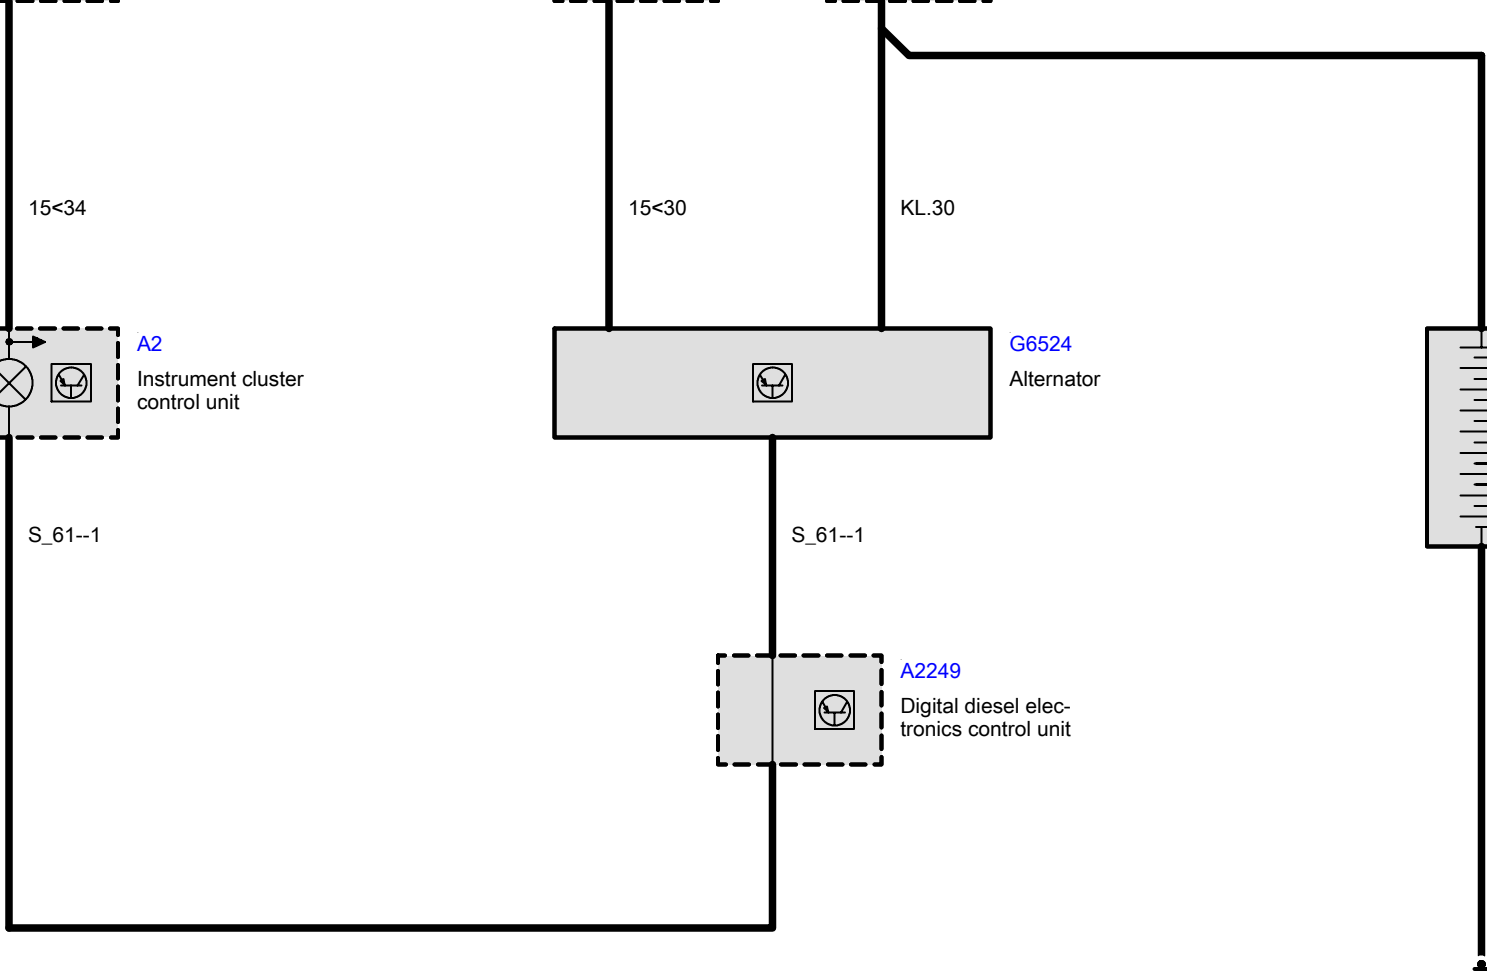 15<34
15<30
KL.30
A2
Instrument cluster
control unit
G6524
Alternator
S_61--1
S_61--1
A2249
Digital diesel elec-
tronics control unit